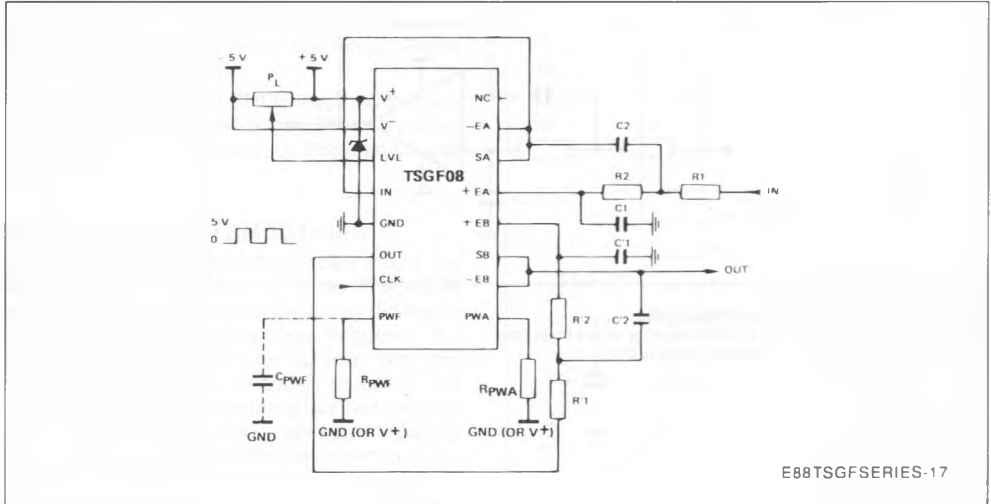 - 5 V
+ 5 V
PL
V+
V-
LVL
IN
GND
OUT
CLK
PWF
TSGF08
NC
-EA
SA
+ EA
+ EB
SB
-EB
PWA
C2
R2
R1
IN
C1
C'1
OUT
5 V
0
R'2
C'2
R'1
CPWF
RPWF
RPWA
GND
GND (OR V+)
GND (OR V+)
E88TSGFSERIES-17